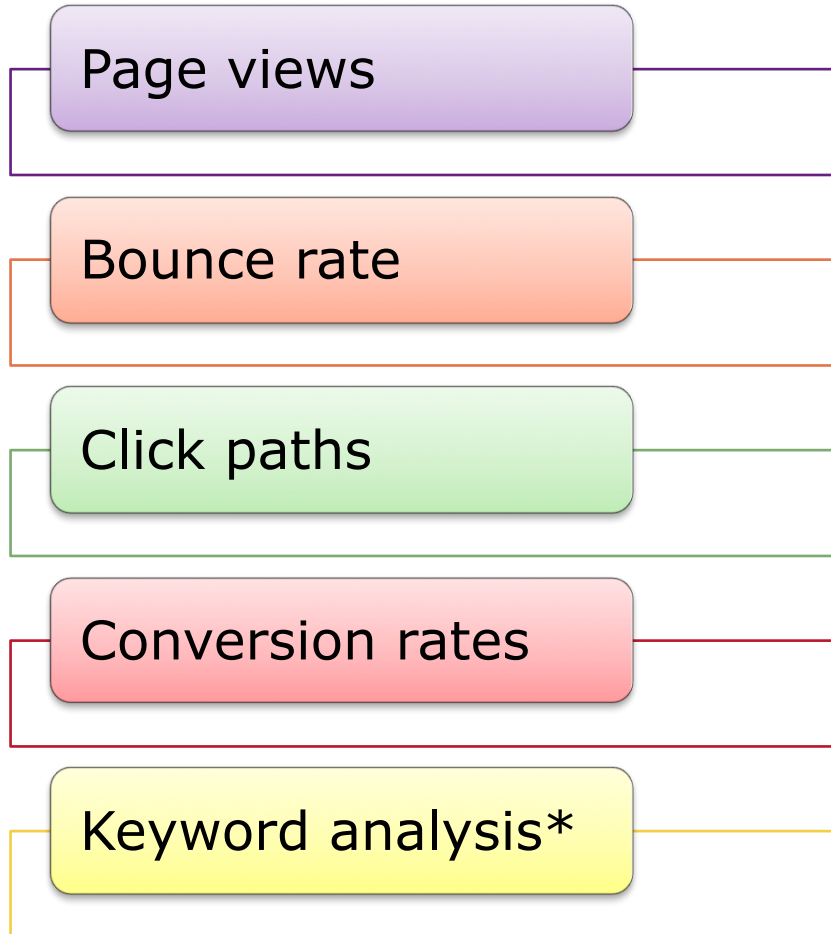 Page views
Bounce rate
Click paths
Conversion rates
Keyword analysis*